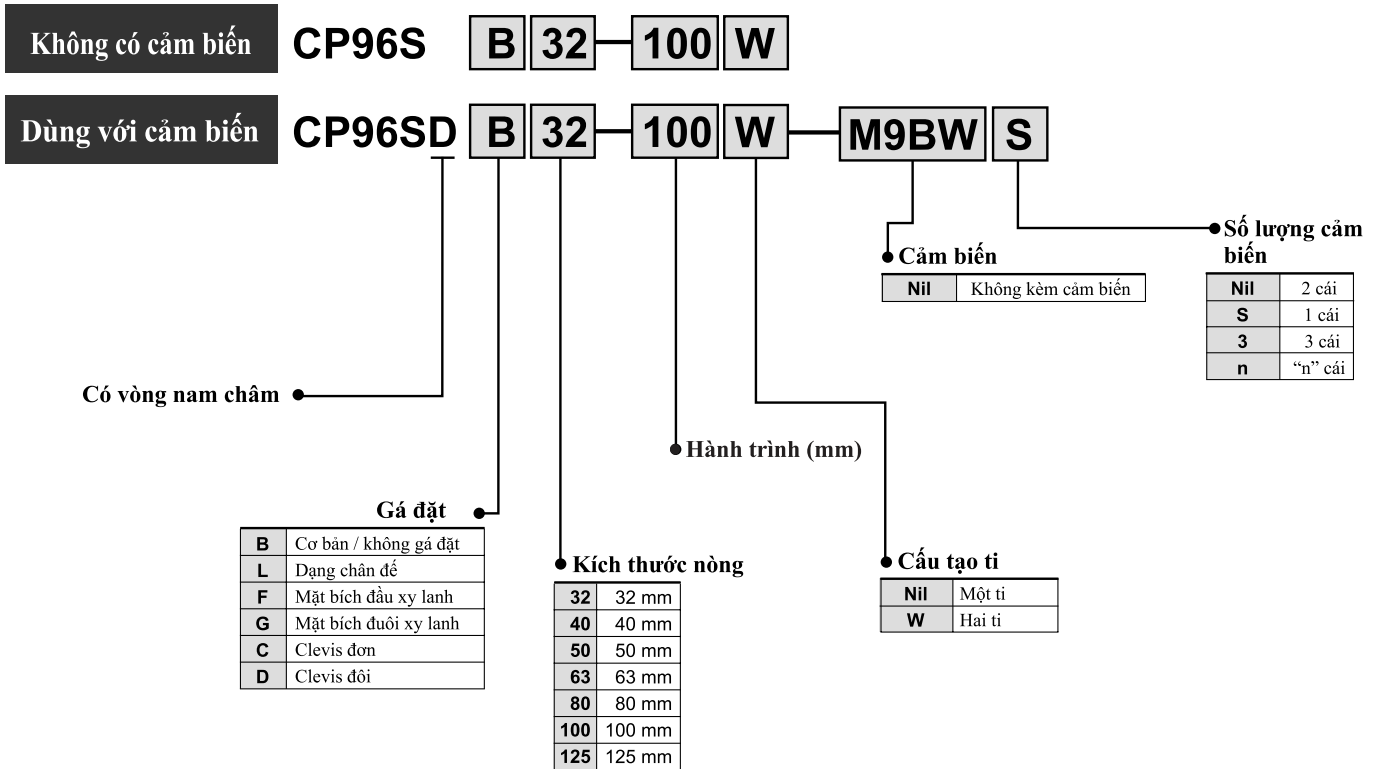 Không có cảm biến CP96S B 32 — 100 W
Dùng với cảm biến CP96SD B 32 — 100 W — M9BW S
Số lượng cảm
biến
Nil 2 cái
S 1 cái
3 3 cái
n “n” cái
Cảm biến
Nil Không kèm cảm biến
Có vòng nam châm
Hành trình (mm)
Gá đặt
B Cơ bản / không gá đặt
L Dạng chân đế
F Mặt bích đầu xy lanh
G Mặt bích đuôi xy lanh
C Clevis đơn
D Clevis đôi
Kích thước nòng
32 32 mm
40 40 mm
50 50 mm
63 63 mm
80 80 mm
100 100 mm
125 125 mm
Cấu tạo ti
Nil Một ti
W Hai ti